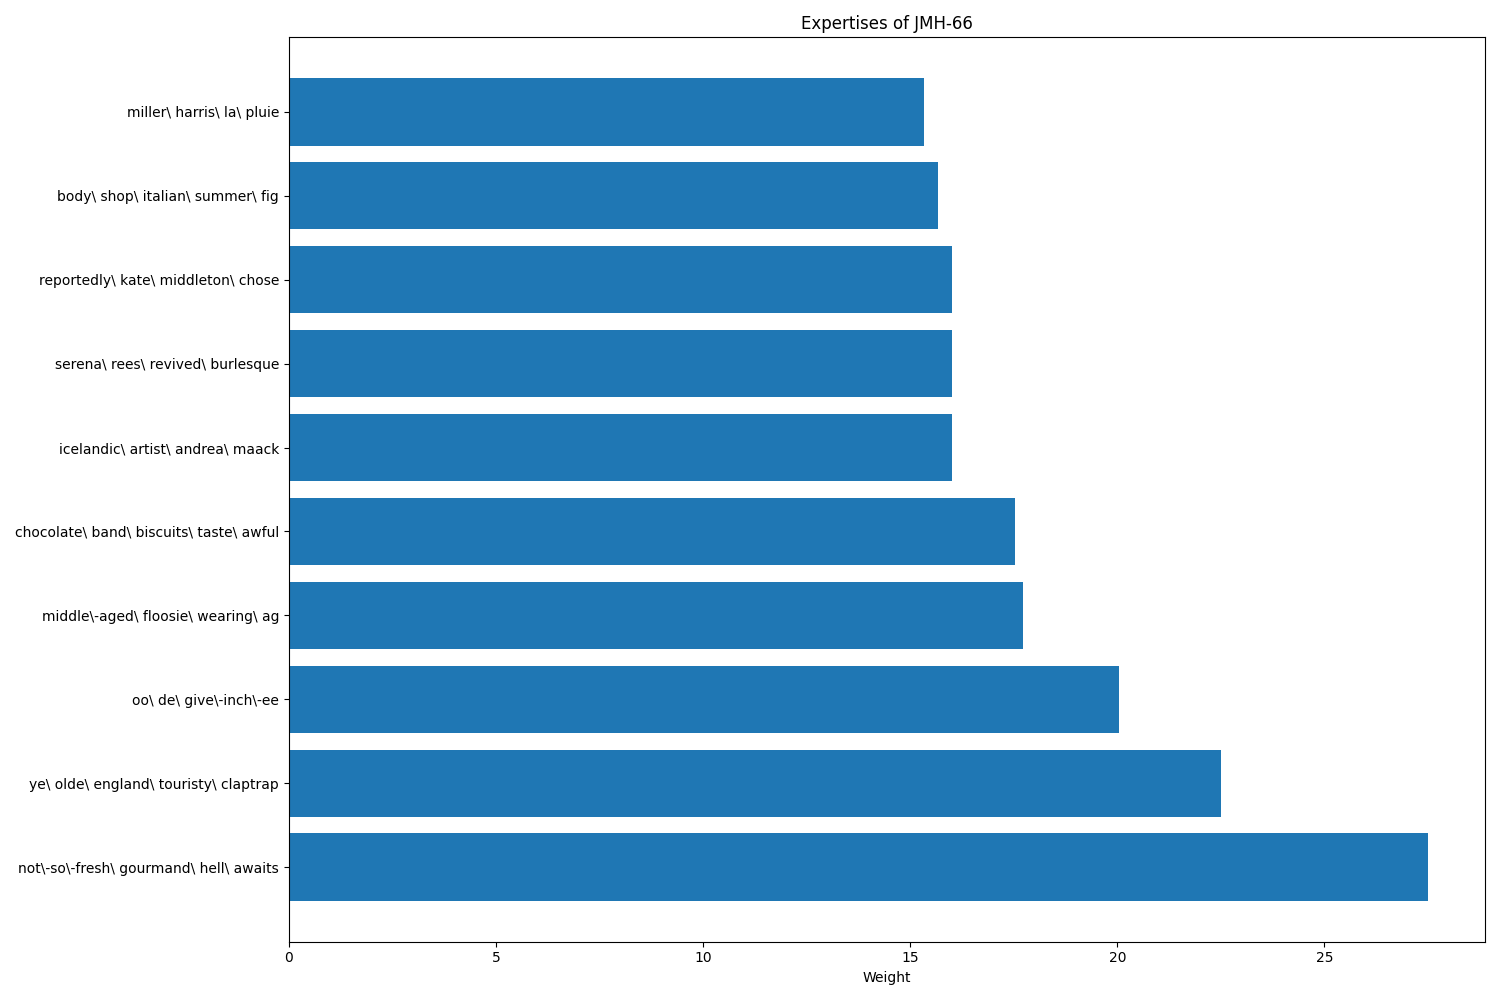 Expertises of JMH-66
miller\ harris\ la\ pluie
body\ shop\ italian\ summer\ fig
reportedly\ kate\ middleton\ chose
serena\ rees\ revived\ burlesque
icelandic\ artist\ andrea\ maack
chocolate\ band\ biscuits\ taste\ awful
middle\-aged\ floosie\ wearing\ ag
oo\ de\ give\-inch\-ee
ye\ olde\ england\ touristy\ claptrap
not\-so\-fresh\ gourmand\ hell\ awaits
0 5 10 15 20 25
Weight